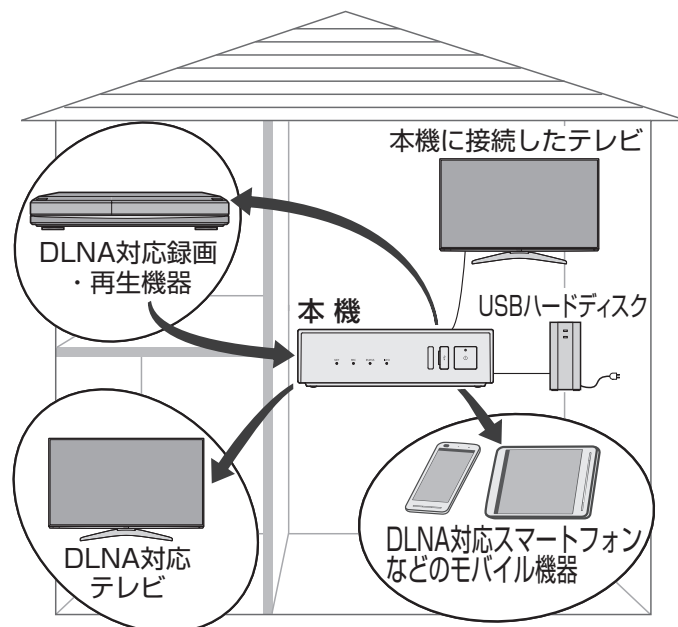 本機に接続したテレビ
DLNA対応録画
・再生機器
本 機
USBハードディスク
DLNA対応
テレビ
DLNA対応スマートフォン
などのモバイル機器